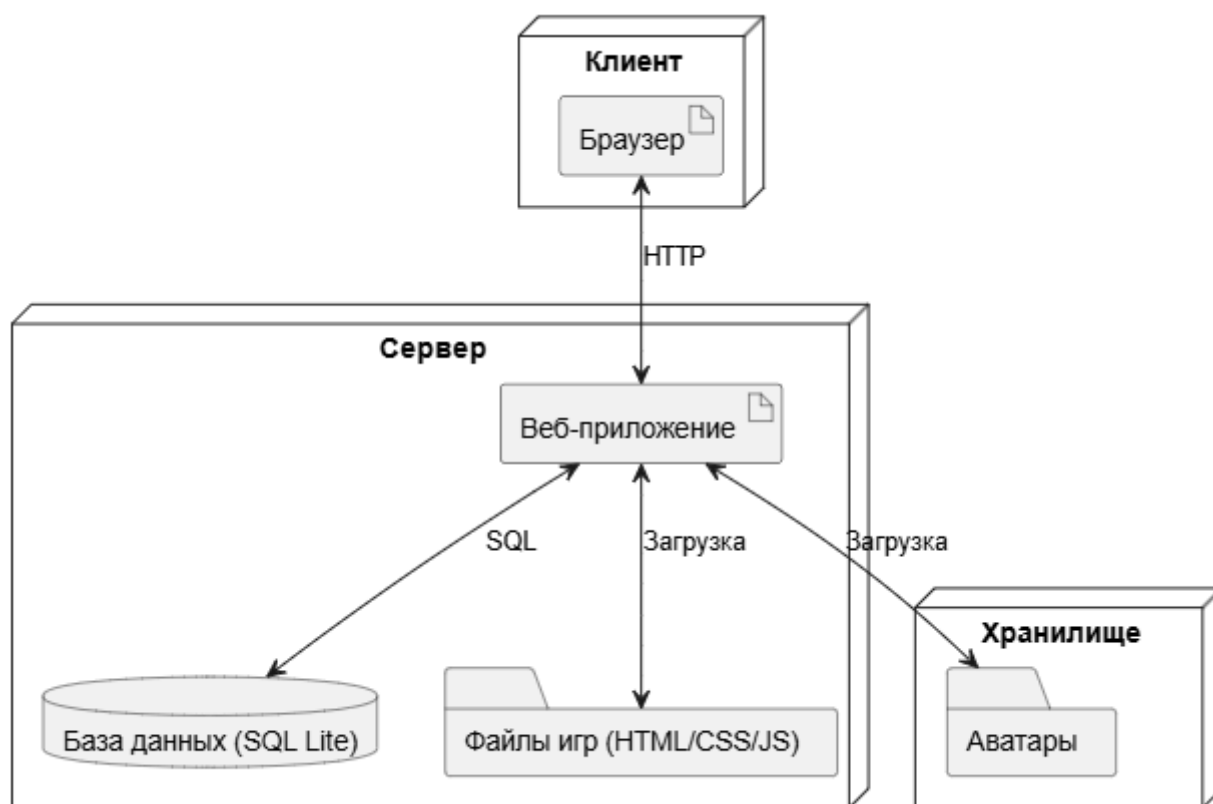 Клиент
Браузер
HTTP
Сервер
Веб-приложение
SQL
Загрузка
Загрузка
Хранилище
База данных (SQL Lite)
Файлы игр (HTML/CSS/JS)
Аватары